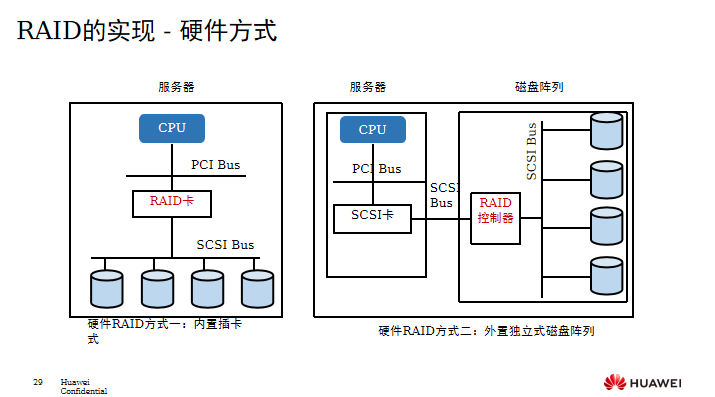 RAID的实现 - 硬件方式
服务器
CPU
PCI Bus
RAID卡
SCSI Bus
硬件RAID方式一：内置插卡
式
服务器
磁盘阵列
CPU
PCI Bus
SCSI卡
SCSI
Bus
RAID
控制器
SCSI Bus
硬件RAID方式二：外置独立式磁盘阵列
29
Huawei
Confidential
HUAWEI